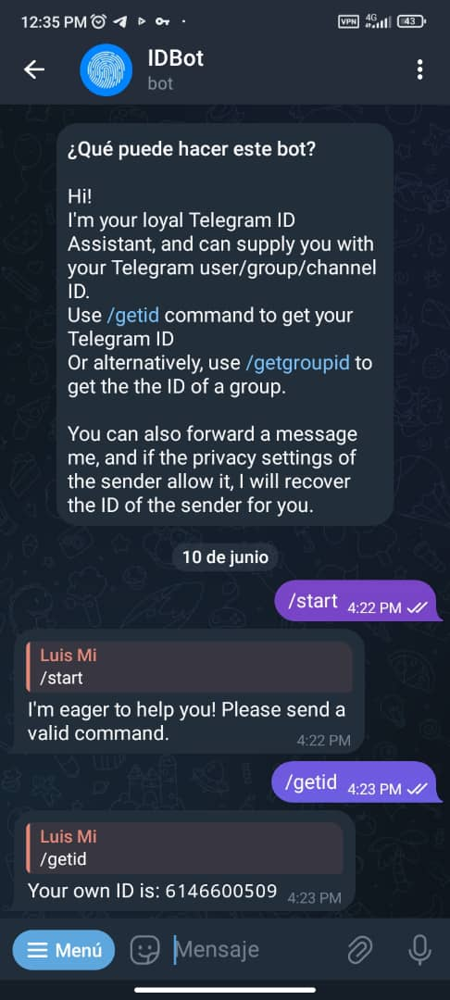 12:35 PM
VPN 4G 43
IDBot
bot
¿Qué puede hacer este bot?
Hi!
I'm your loyal Telegram ID
Assistant, and can supply you with
your Telegram user/group/channel
ID.
Use /getid command to get your
Telegram ID
Or alternatively, use /getgroupid to
get the the ID of a group.
You can also forward a message
me, and if the privacy settings of
the sender allow it, I will recover
the ID of the sender for you.
10 de junio
/start 4:22 PM
Luis Mi
/start
I'm eager to help you! Please send a
valid command.
4:22 PM
/getid 4:23 PM
Luis Mi
/getid
Your own ID is: 6146600509 4:23 PM
Menú Mensaje